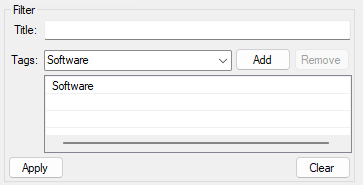 Filter
Title:
Tags: Software Add Remove
Software
Apply Clear